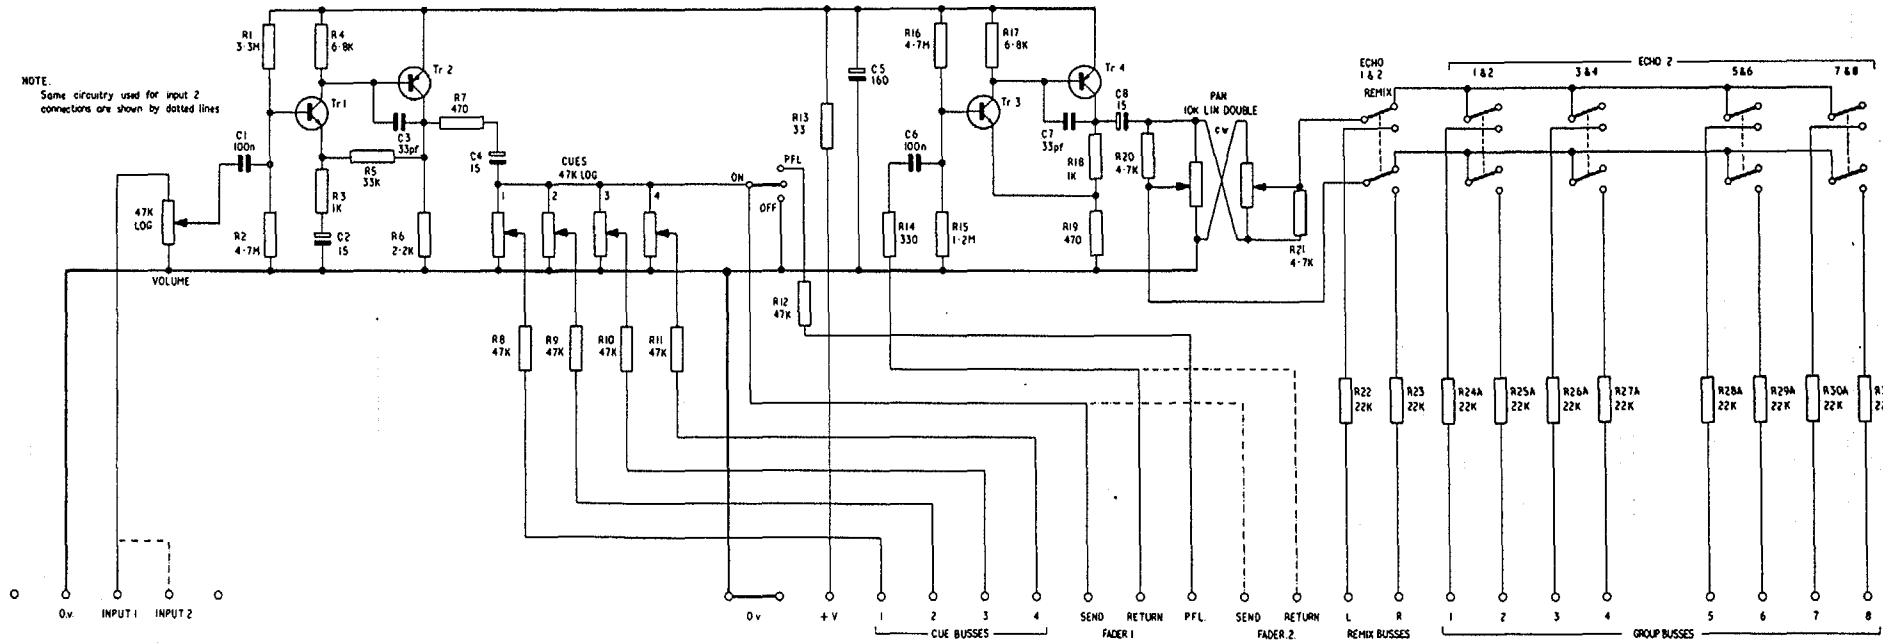 NOTE.
Same circuitry used for input 2
connections are shown by dotted lines
R1
3·3M
R4
6·8K
Tr 2
Tr 1
R7
470
C1
100n
C3
33pf
R5
33K
C4
15
47K
LOG
R3
1K
R2
4·7M
C2
15
R6
2·2K
VOLUME
CUES
47K LOG
1
2
3
4
ON
PFL
OFF
R8
47K
R9
47K
R10
47K
R11
47K
R12
47K
R13
33
C5
160
R16
4·7M
R17
6·8K
Tr 4
Tr 3
C6
100n
C7
33pf
C8
15
R14
330
R15
1·2M
R18
1K
R19
470
R20
4·7K
PAN
10K LIN DOUBLE
CW
R21
4·7K
ECHO
1 & 2
REMIX
ECHO 2
1 & 2
3 & 4
5 & 6
7 & 8
R22
22K
R23
22K
R24A
22K
R25A
22K
R26A
22K
R27A
22K
R28A
22K
R29A
22K
R30A
22K
O.v.
INPUT 1
INPUT 2
O v
+ V
1
2
3
4
CUE BUSSES
SEND
RETURN
FADER 1
PFL.
SEND
RETURN
FADER. 2.
L
R
REMIX BUSSES
1
2
3
4
5
6
7
8
GROUP BUSSES